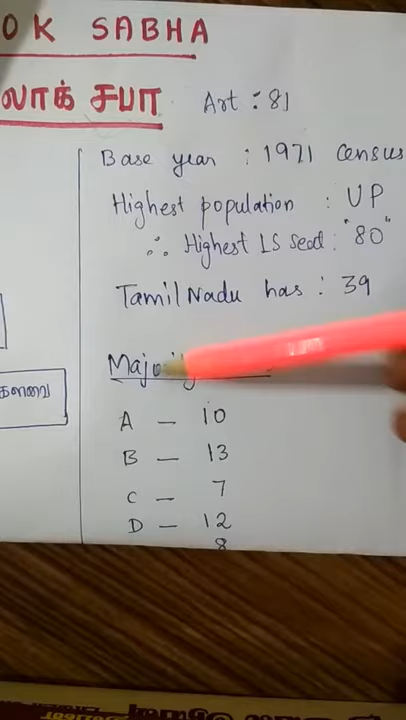 OK SABHA
லாக் சபா Art : 81
Base year : 1971 Census
Highest population : UP
∴ Highest LS seat : "80"
Tamil Nadu has : 39
A – 10
B – 13
C – 7
D – 12
8